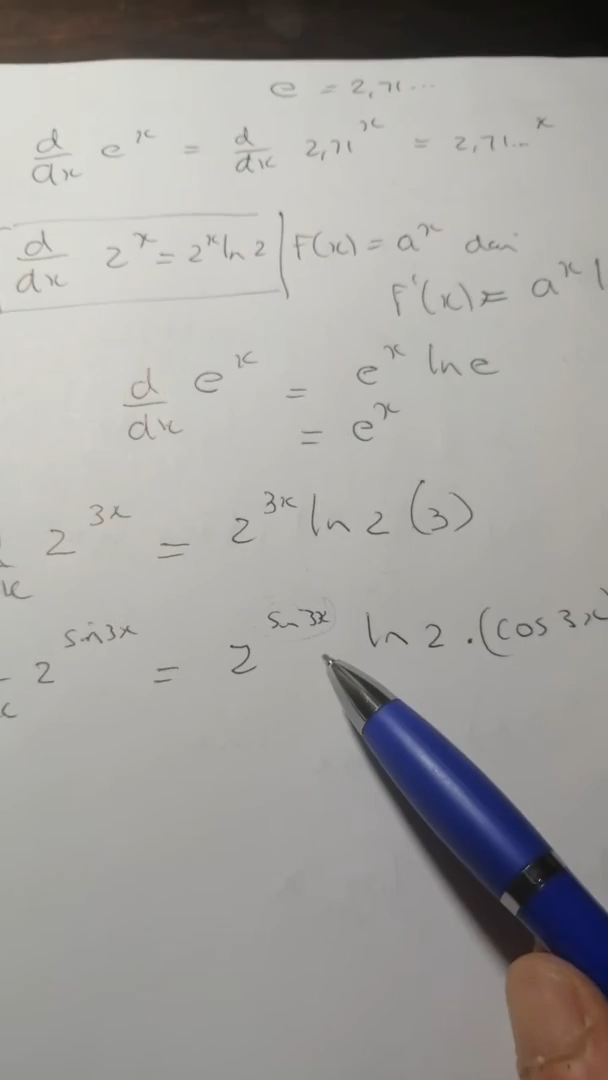 e = 2,71...
d/dx e^x = d/dx 2,71^x = 2,71...^x
d/dx 2^x = 2^x ln 2 | F(x) = a^x dan
F'(x) = a^x l
d/dx e^x = e^x ln e
= e^x
2^3x = 2^3x ln 2 (3)
2^sin3x = 2^sin3x ln 2 . (cos 3x)